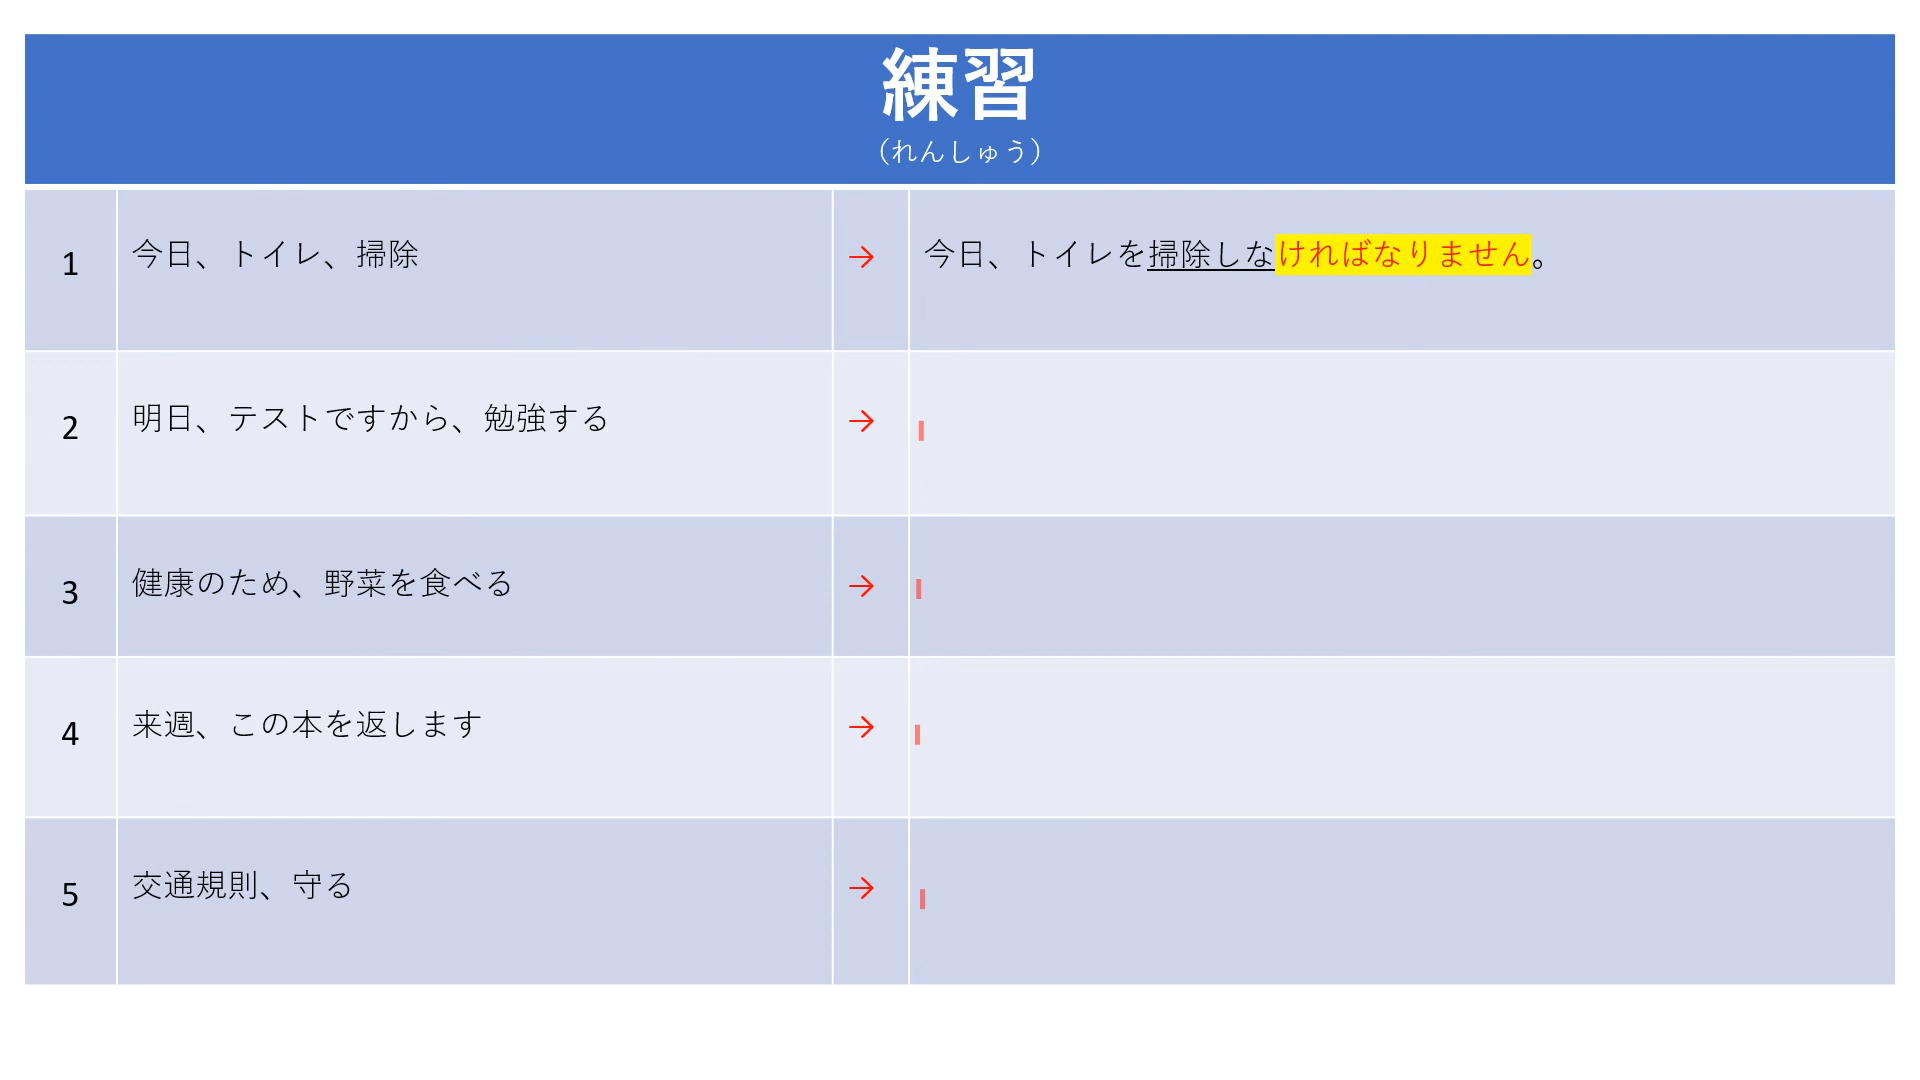 練習
（れんしゅう）
1 今日、トイレ、掃除 → 今日、トイレを掃除しなければなりません。
2 明日、テストですから、勉強する →
3 健康のため、野菜を食べる →
4 来週、この本を返します →
5 交通規則、守る →